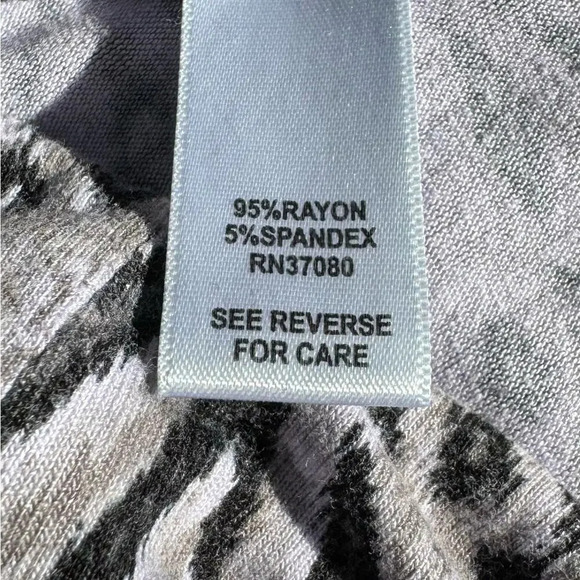 95%RAYON
5%SPANDEX
RN37080
SEE REVERSE
FOR CARE